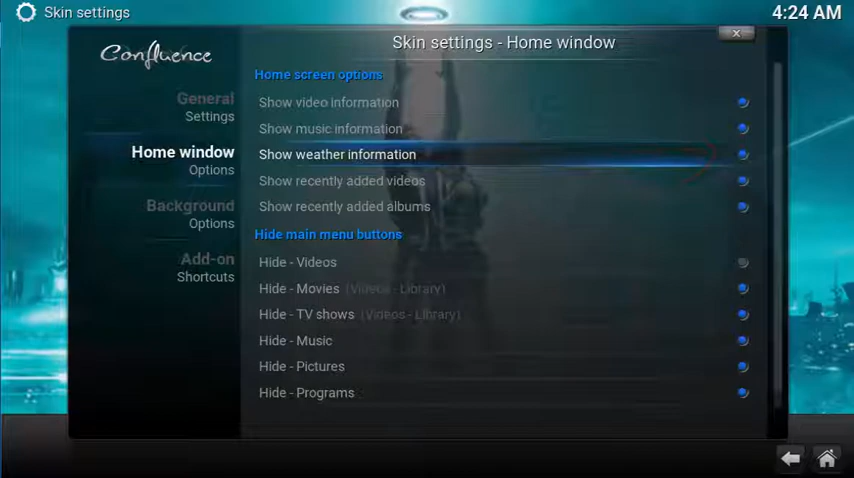 Skin settings
4:24 AM
Confluence
Skin settings - Home window
x
General
Settings
Home window
Options
Background
Options
Add-on
Shortcuts
Home screen options
Show video information
Show music information
Show weather information
Show recently added videos
Show recently added albums
Hide main menu buttons
Hide - Videos
Hide - Movies (Videos - Library)
Hide - TV shows (Videos - Library)
Hide - Music
Hide - Pictures
Hide - Programs